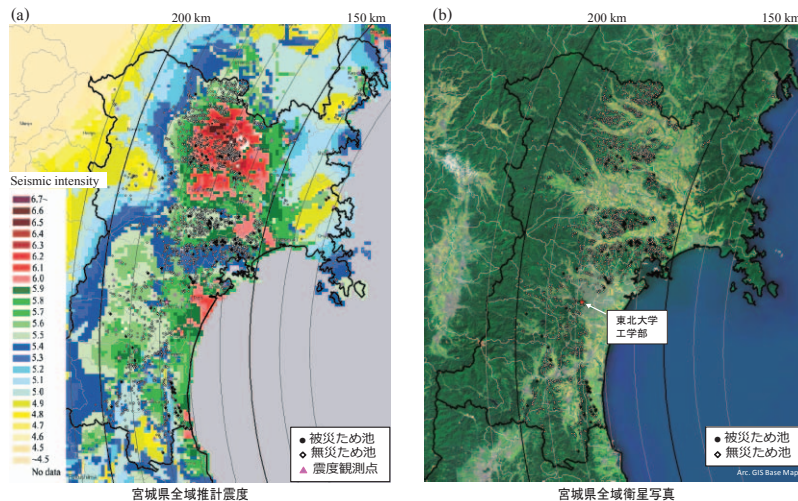 (a)
200 km
150 km
(b)
200 km
150 km
Seismic intensity
6.7~
6.6
6.5
6.4
6.3
6.2
6.1
6.0
5.9
5.8
5.7
5.6
5.5
5.4
5.3
5.2
5.1
5.0
4.9
4.8
4.7
4.6
4.5
~4.5
No data
東北大学
工学部
●被災ため池
◇無災ため池
▲震度観測点
●被災ため池
◇無災ため池
Arc. GIS Base Map
宮城県全域推計震度
宮城県全域衛星写真